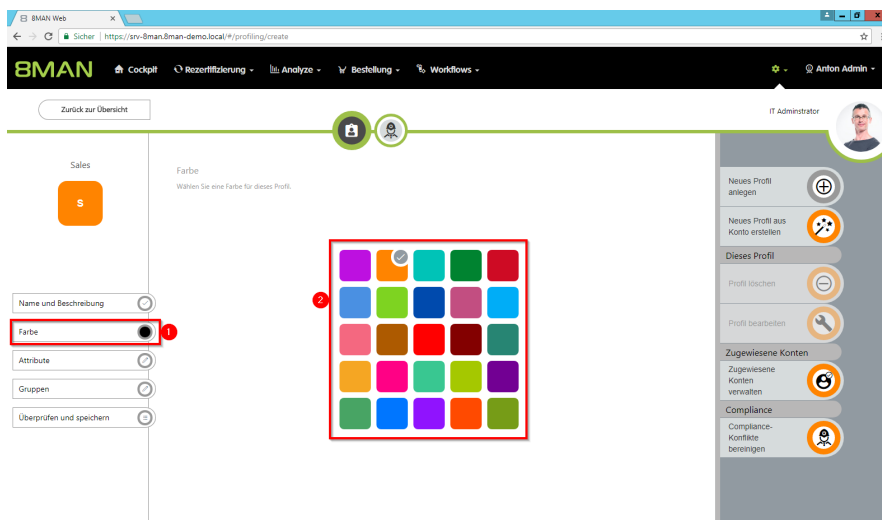 8MAN Web
Sicher | https://srv-8man.8man-demo.local/#/profiling/create
8MAN Cockpit Rezertifizierung Analyze Bestellung Workflows Anton Admin
Zurück zur Übersicht
IT Adminstrator
Sales
S
Farbe
Wählen Sie eine Farbe für dieses Profil.
Name und Beschreibung
Farbe
1
Attribute
Gruppen
Überprüfen und speichern
2
Neues Profil
anlegen
Neues Profil aus
Konto erstellen
Dieses Profil
Profil löschen
Profil bearbeiten
Zugewiesene Konten
Zugewiesene
Konten
verwalten
Compliance
Compliance-
Konflikte
bereinigen